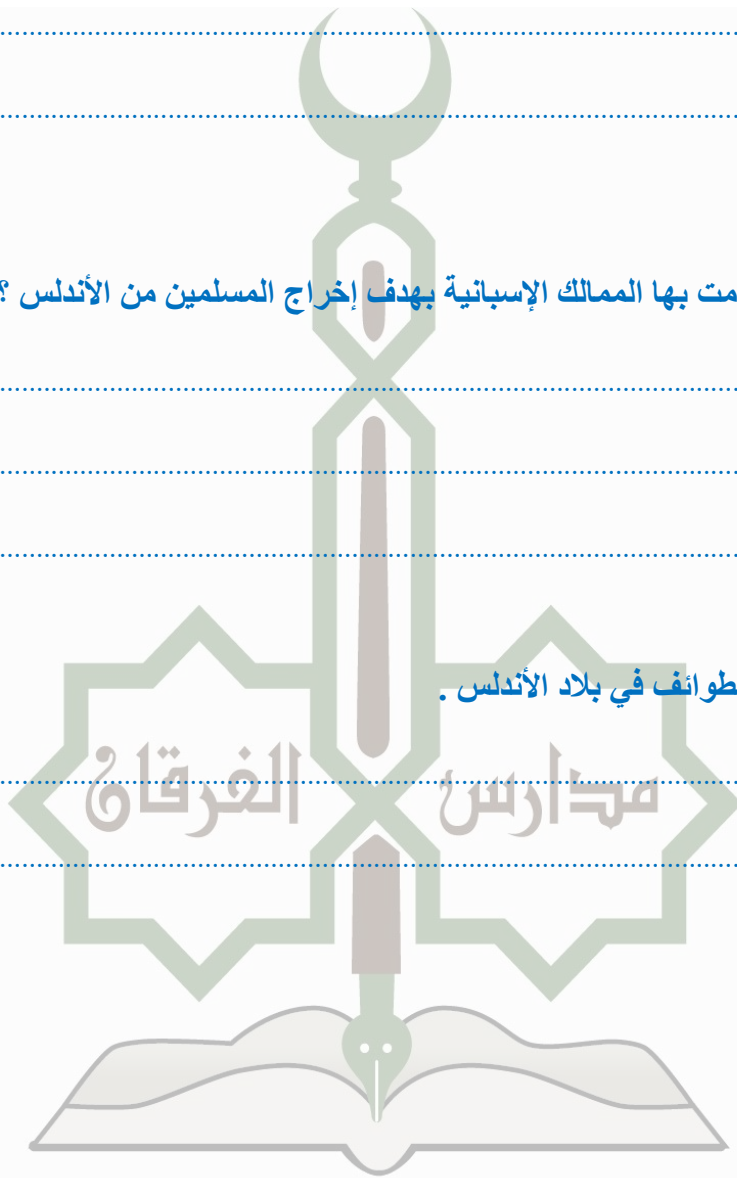 مت بها الممالك الإسبانية بهدف إخراج المسلمين من الأندلس ؟
طوائف في بلاد الأندلس .
مدارس الفرقان